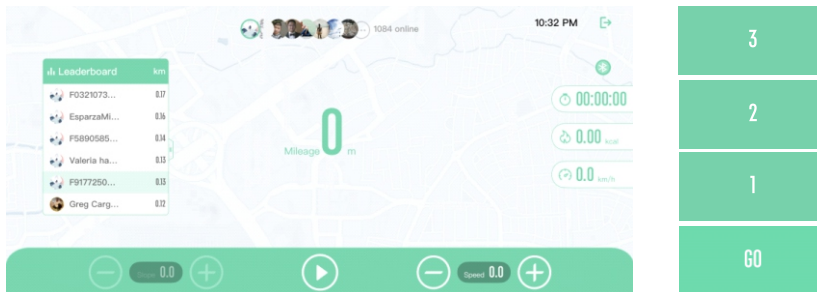 1084 online
10:32 PM
Leaderboard km
F0321073... 0.17
EsparzaMi... 0.16
F5890585... 0.14
Valeria ha... 0.13
F9177250... 0.13
Greg Carg... 0.12
Mileage 0 m
00:00:00
0.00 kcal
0.0 km/h
Slope 0.0
Speed 0.0
3
2
1
GO